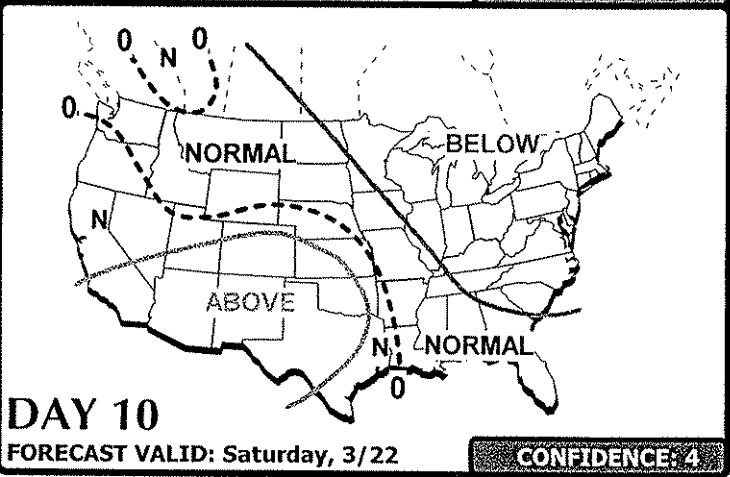 0
0
N
0
NORMAL
BELOW
N
ABOVE
N
NORMAL
0
DAY 10
FORECAST VALID: Saturday, 3/22
CONFIDENCE: 4